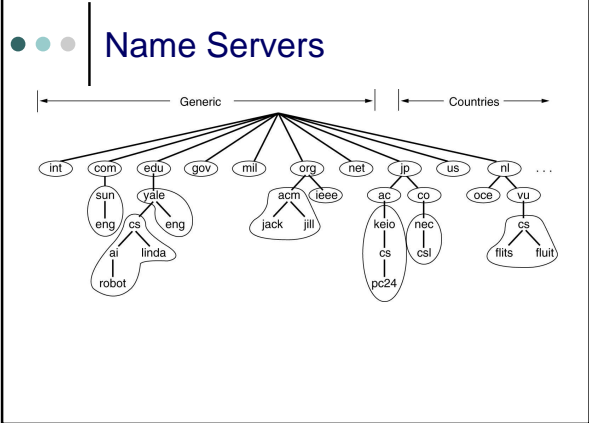 Name Servers
Generic Countries
int com edu gov mil org net jp us nl ...
sun yale acm ieee ac co oce vu
eng cs eng jack jill keio nec cs
ai linda cs csl flits fluit
robot pc24